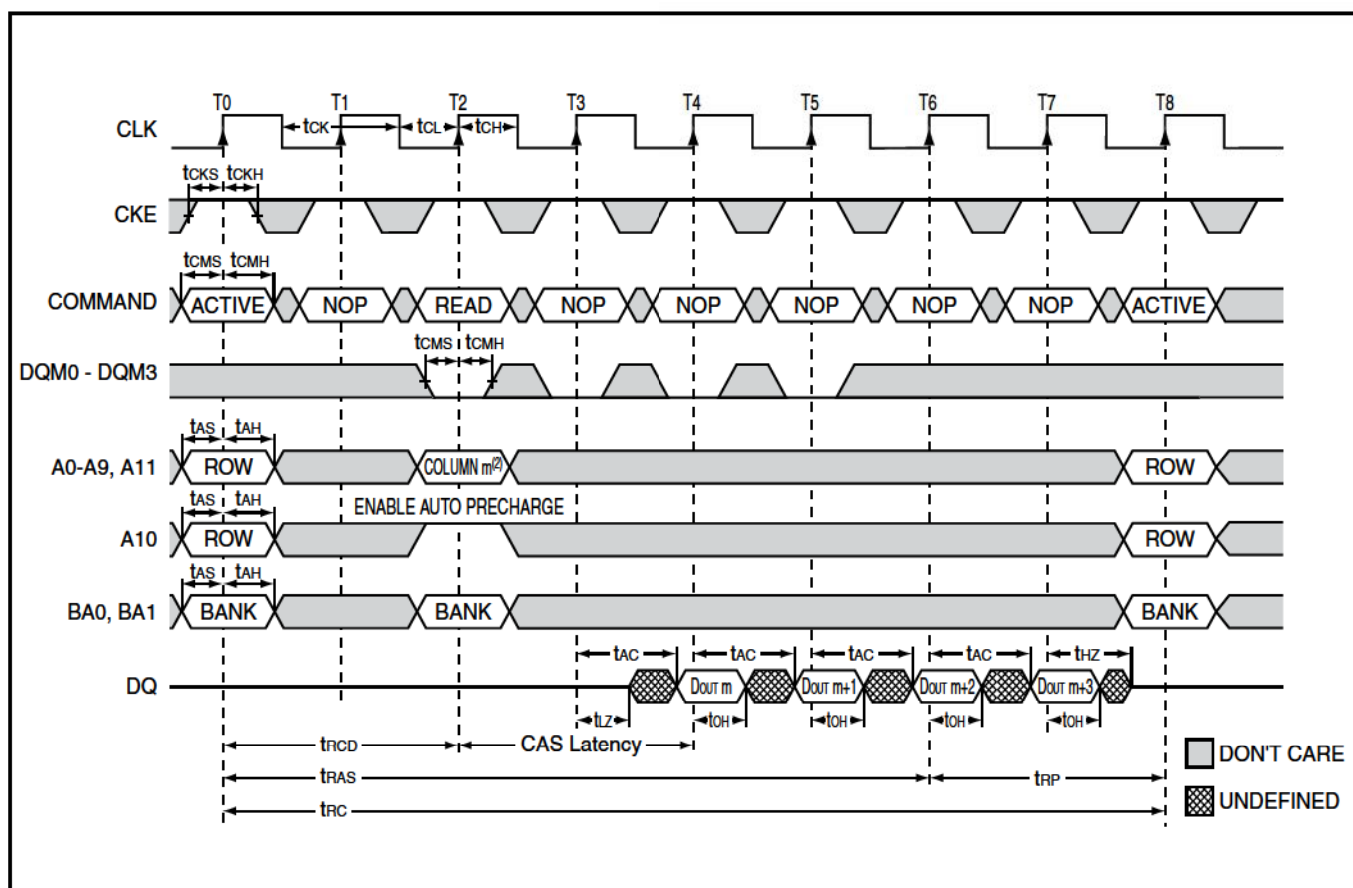 T0 T1 T2 T3 T4 T5 T6 T7 T8
CLK tCK tCL tCH
tCKS tCKH
CKE
tCMS tCMH
COMMAND ACTIVE NOP READ NOP NOP NOP NOP NOP ACTIVE
tCMS tCMH
DQM0 - DQM3
tAS tAH
A0-A9, A11 ROW COLUMN m(2) ROW
tAS tAH ENABLE AUTO PRECHARGE
A10 ROW ROW
tAS tAH
BA0, BA1 BANK BANK BANK
tAC tAC tAC tAC tHZ
DQ DOUT m DOUT m+1 DOUT m+2 DOUT m+3
tLZ tOH tOH tOH tOH
tRCD CAS Latency
DON'T CARE
tRAS tRP
UNDEFINED
tRC